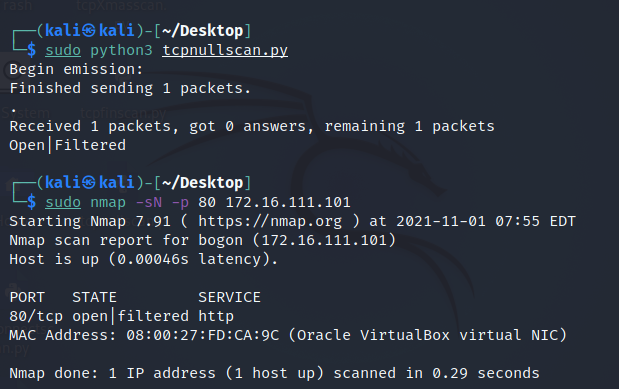 ┌──(kali㉿kali)-[~/Desktop]
└─$ sudo python3 tcpnullscan.py
Begin emission:
Finished sending 1 packets.
.
Received 1 packets, got 0 answers, remaining 1 packets
Open|Filtered
┌──(kali㉿kali)-[~/Desktop]
└─$ sudo nmap -sN -p 80 172.16.111.101
Starting Nmap 7.91 ( https://nmap.org ) at 2021-11-01 07:55 EDT
Nmap scan report for bogon (172.16.111.101)
Host is up (0.00046s latency).
PORT   STATE         SERVICE
80/tcp open|filtered http
MAC Address: 08:00:27:FD:CA:9C (Oracle VirtualBox virtual NIC)
Nmap done: 1 IP address (1 host up) scanned in 0.29 seconds